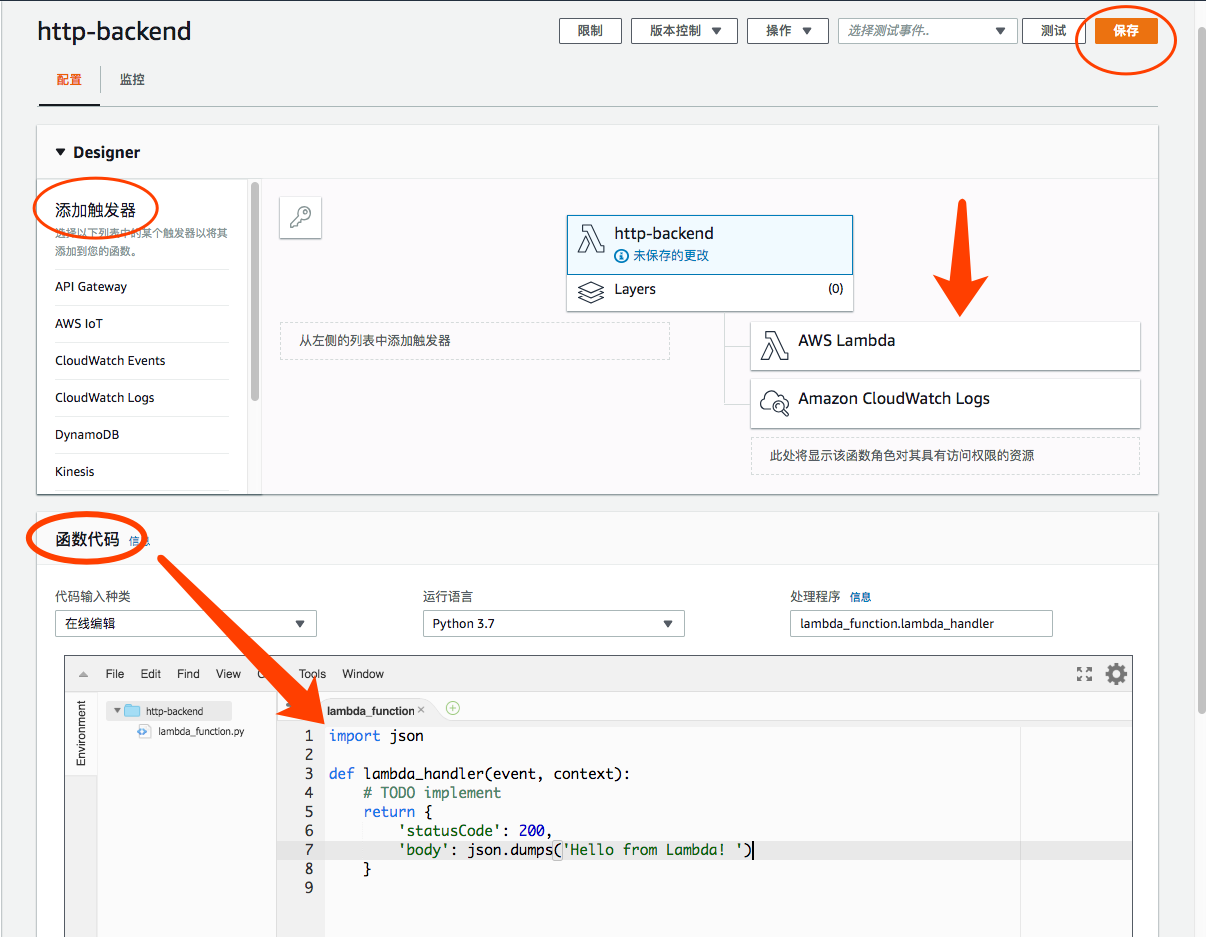 http-backend
限制
版本控制
操作
选择测试事件..
测试
保存
配置
监控
Designer
添加触发器
选择以下列表中的某个触发器以将其
添加到您的函数。
API Gateway
AWS IoT
CloudWatch Events
CloudWatch Logs
DynamoDB
Kinesis
http-backend
未保存的更改
Layers
(0)
从左侧的列表中添加触发器
AWS Lambda
Amazon CloudWatch Logs
此处将显示该函数角色对其具有访问权限的资源
函数代码 信息
代码输入种类
在线编辑
运行语言
Python 3.7
处理程序 信息
lambda_function.lambda_handler
File Edit Find View Tools Window
Environment
http-backend
lambda_function.py
lambda_function
1 import json
2
3 def lambda_handler(event, context):
4 # TODO implement
5 return {
6 'statusCode': 200,
7 'body': json.dumps('Hello from Lambda! ')
8 }
9